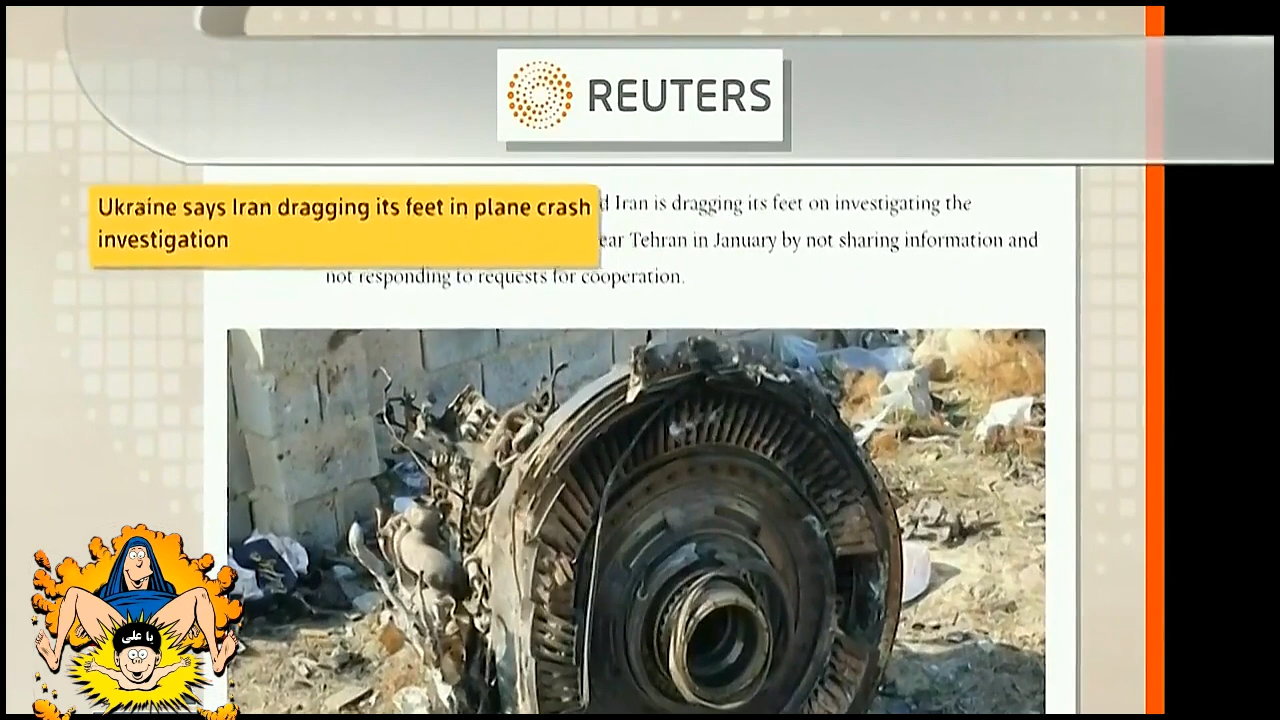 REUTERS
Ukraine says Iran dragging its feet in plane crash
investigation
Iran is dragging its feet on investigating the
Tehran in January by not sharing information and
not responding to requests for cooperation.
یا علی